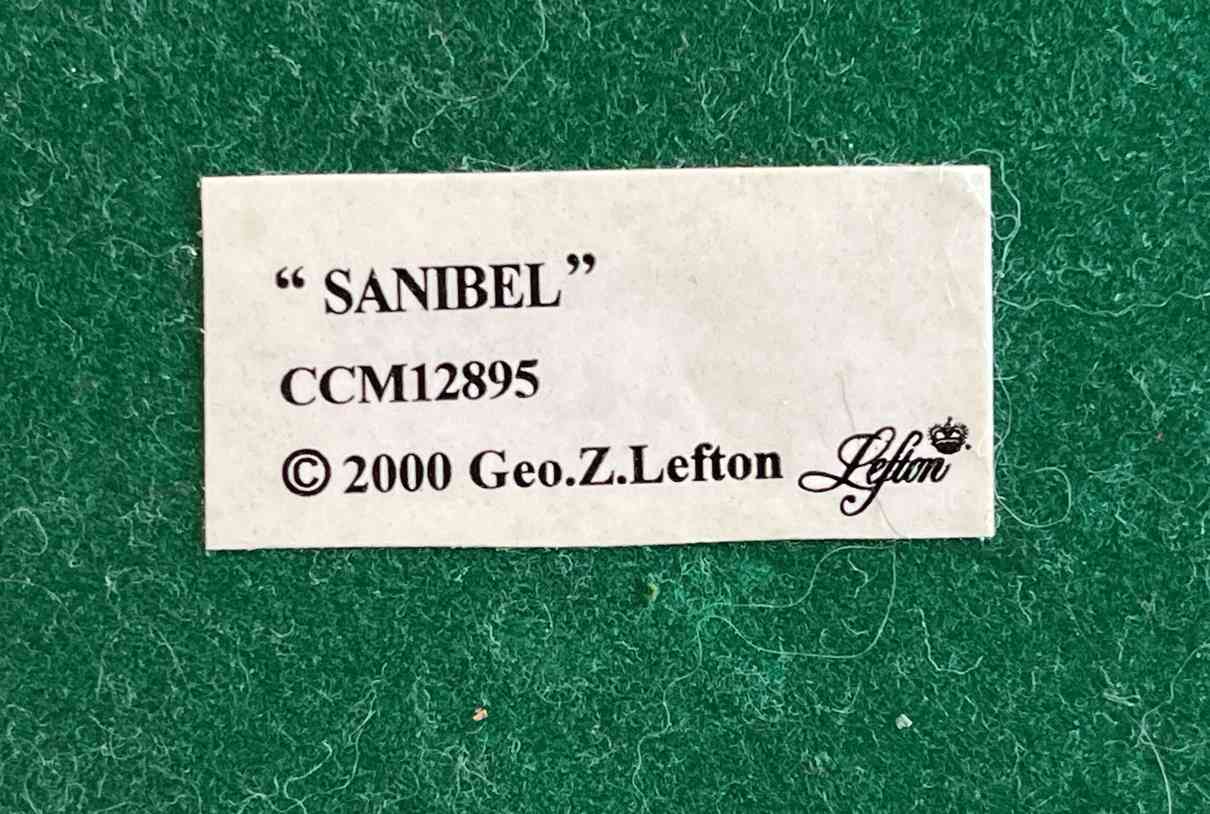 “ SANIBEL”
CCM12895
© 2000 Geo.Z.Lefton Lefton